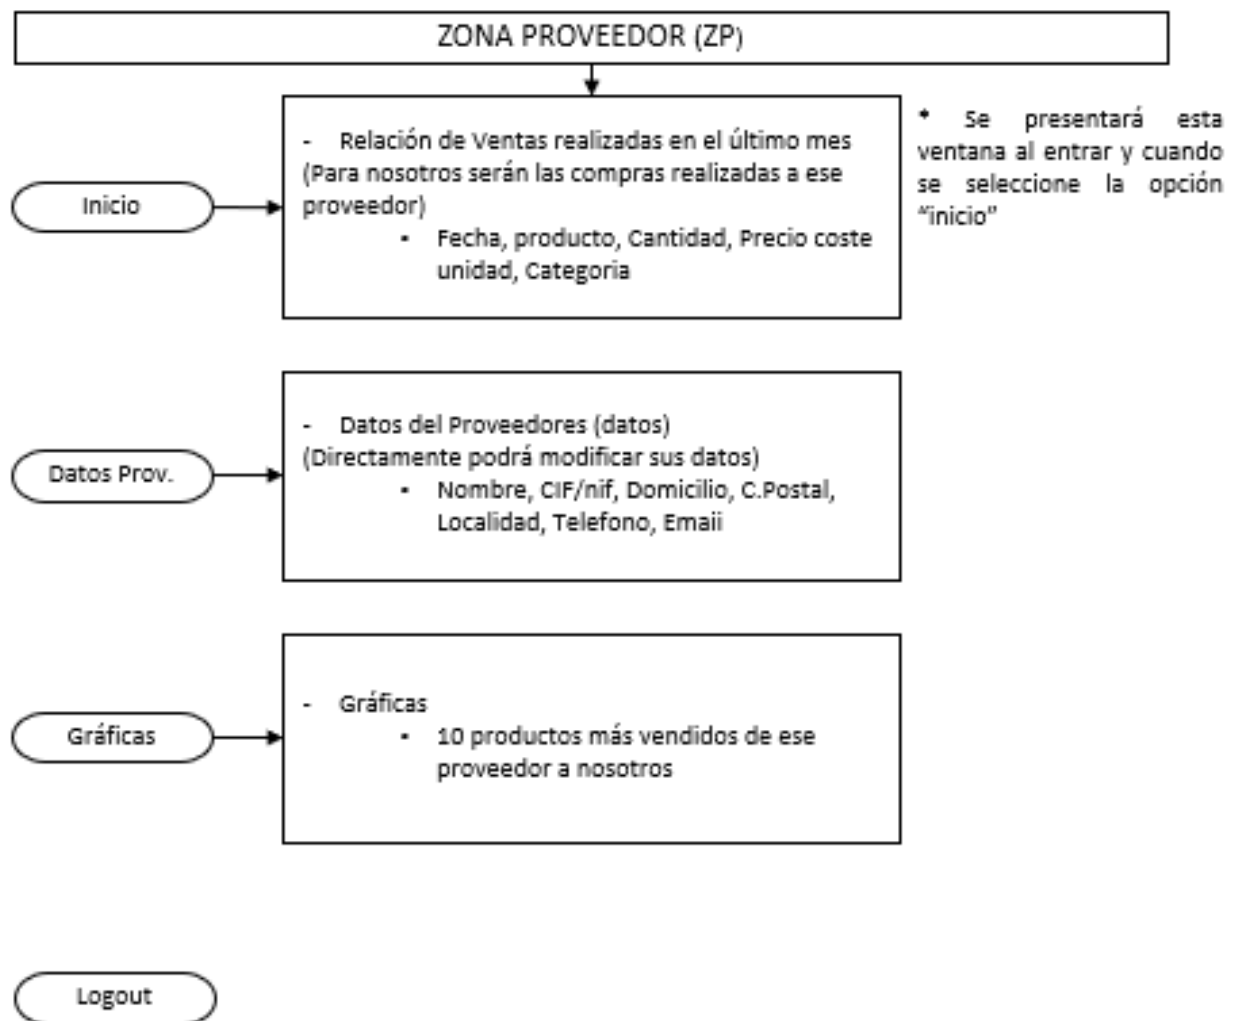 ZONA PROVEEDOR (ZP)
Inicio
- Relación de Ventas realizadas en el último mes
(Para nosotros serán las compras realizadas a ese
proveedor)
▪ Fecha, producto, Cantidad, Precio coste
unidad, Categoria
* Se presentará esta
ventana al entrar y cuando
se seleccione la opción
“inicio”
Datos Prov.
- Datos del Proveedores (datos)
(Directamente podrá modificar sus datos)
▪ Nombre, CIF/nif, Domicilio, C.Postal,
Localidad, Telefono, Emaii
Gráficas
- Gráficas
▪ 10 productos más vendidos de ese
proveedor a nosotros
Logout